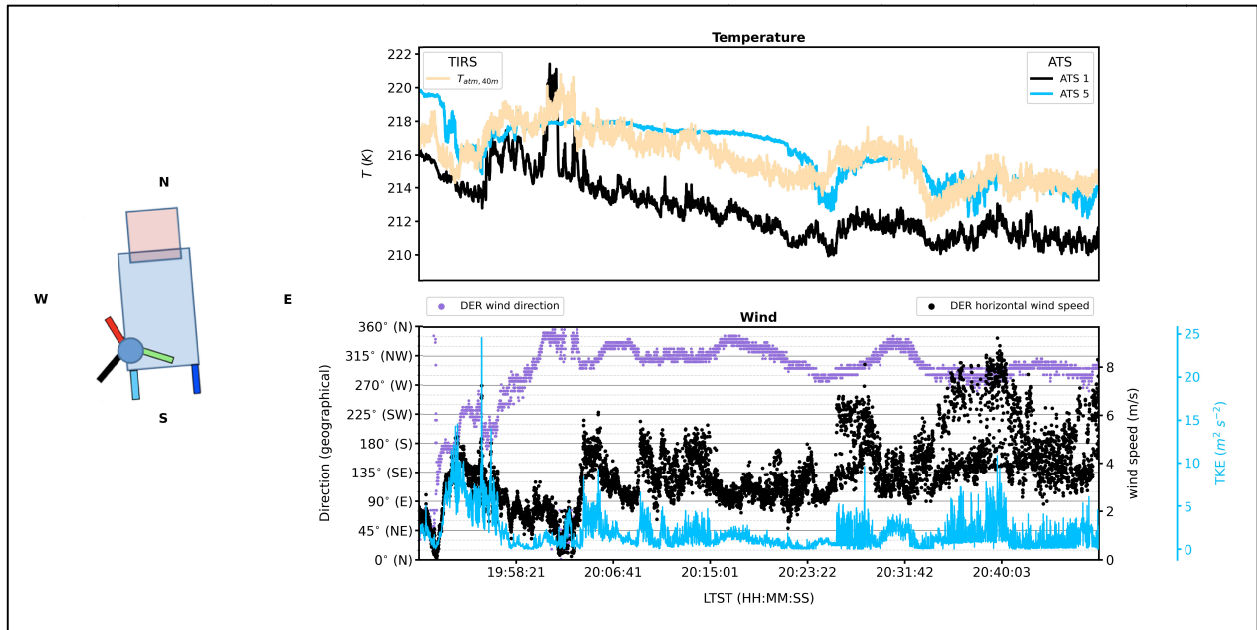 Temperature
222
220
218
216
214
212
210
T (K)
TIRS
T_{atm,40m}
ATS
ATS 1
ATS 5
N
W
E
S
DER wind direction
DER horizontal wind speed
Wind
360° (N)
315° (NW)
270° (W)
225° (SW)
180° (S)
135° (SE)
90° (E)
45° (NE)
0° (N)
Direction (geographical)
8
6
4
2
0
wind speed (m/s)
25
20
15
10
5
0
TKE (m² s⁻²)
19:58:21 20:06:41 20:15:01 20:23:22 20:31:42 20:40:03
LTST (HH:MM:SS)